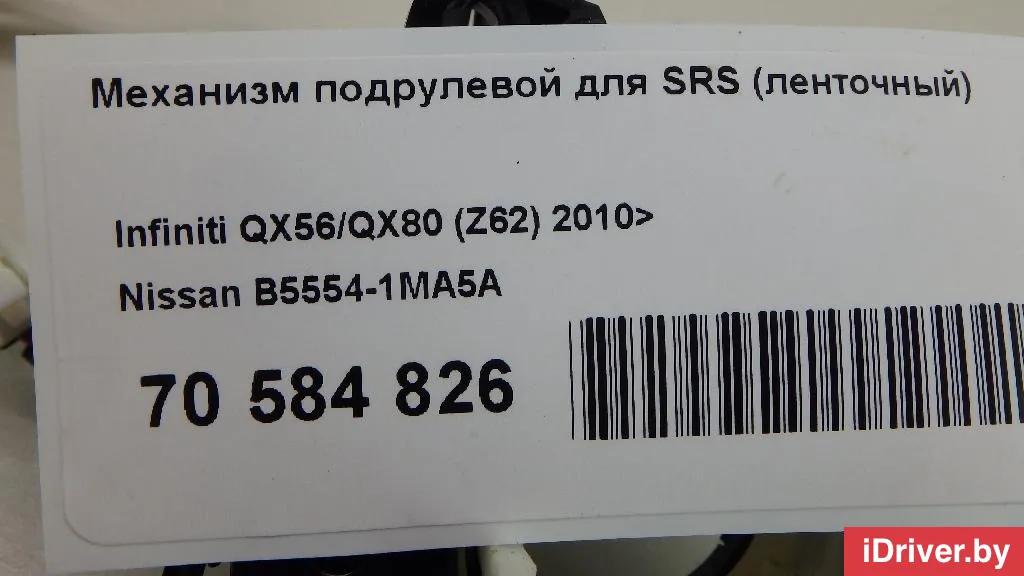 Механизм подрулевой для SRS (ленточный)
Infiniti QX56/QX80 (Z62) 2010>
Nissan B5554-1MA5A
70 584 826
iDriver.by